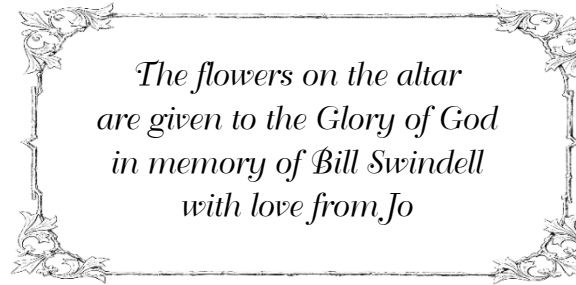 The flowers on the altar
are given to the Glory of God
in memory of Bill Swindell
with love from Jo